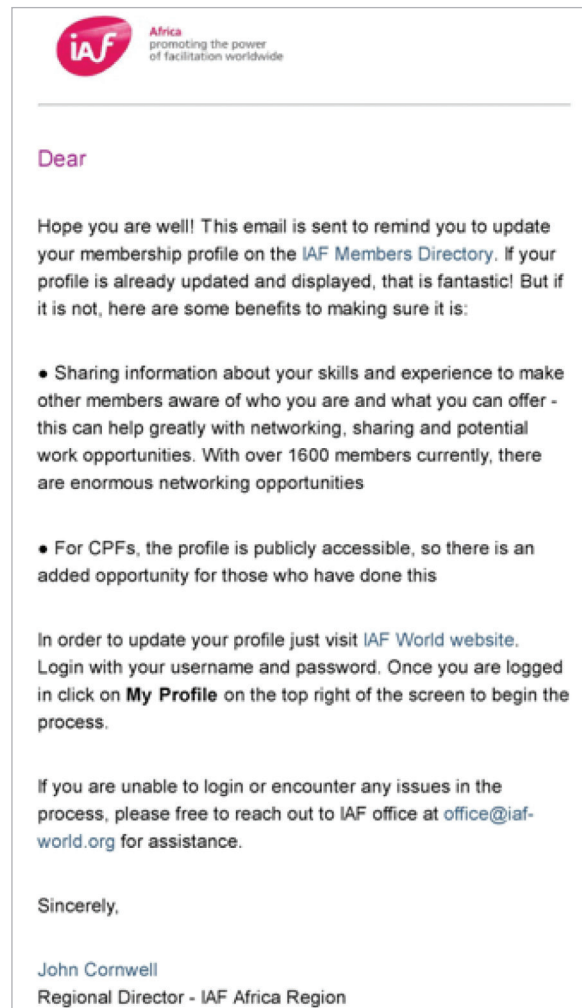 iaf
Africa
promoting the power
of facilitation worldwide
Dear
Hope you are well! This email is sent to remind you to update
your membership profile on the IAF Members Directory. If your
profile is already updated and displayed, that is fantastic! But if
it is not, here are some benefits to making sure it is:
● Sharing information about your skills and experience to make
other members aware of who you are and what you can offer -
this can help greatly with networking, sharing and potential
work opportunities. With over 1600 members currently, there
are enormous networking opportunities
● For CPFs, the profile is publicly accessible, so there is an
added opportunity for those who have done this
In order to update your profile just visit IAF World website.
Login with your username and password. Once you are logged
in click on My Profile on the top right of the screen to begin the
process.
If you are unable to login or encounter any issues in the
process, please free to reach out to IAF office at office@iaf-
world.org for assistance.
Sincerely,
John Cornwell
Regional Director - IAF Africa Region